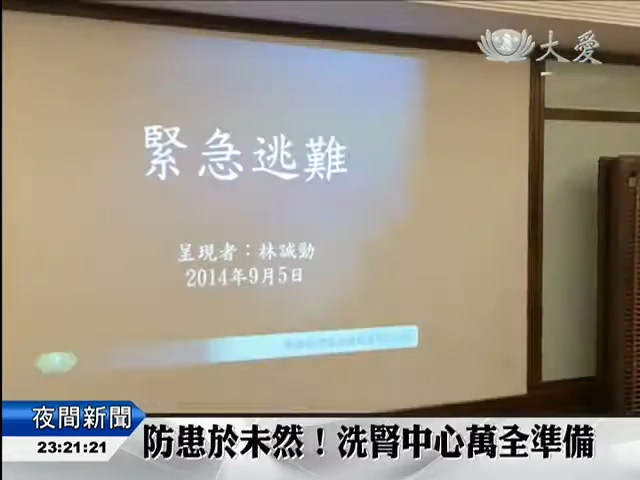 大愛
緊急逃難
呈現者：林誠勤
2014年9月5日
夜間新聞
23:21:21
防患於未然！洗腎中心萬全準備